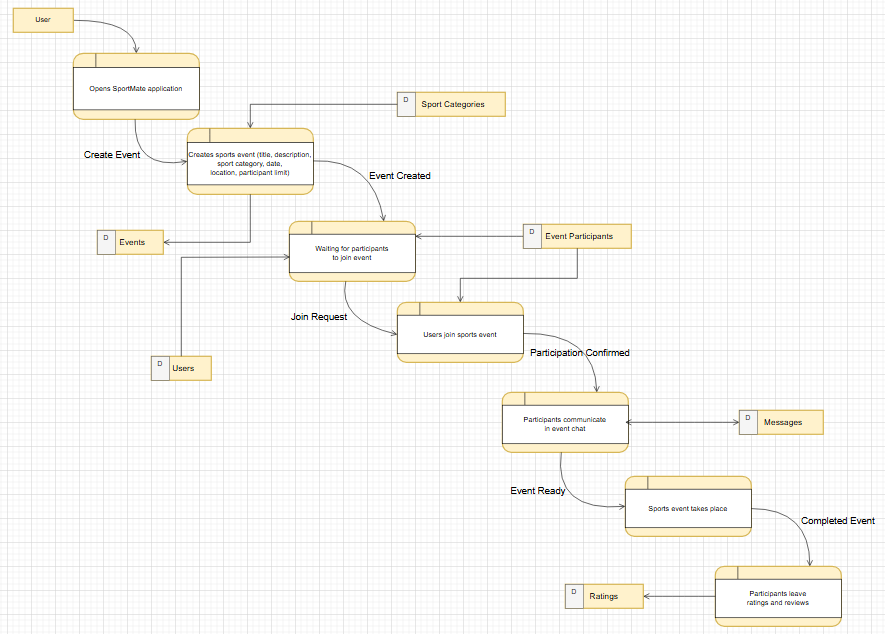 User
Opens SportMate application
D
Sport Categories
Create Event
Creates sports event (title, description,
sport category, date,
location, participant limit)
Event Created
D
Events
Waiting for participants
to join event
D
Event Participants
Join Request
Users join sports event
Participation Confirmed
D
Users
Participants communicate
in event chat
D
Messages
Event Ready
Sports event takes place
Completed Event
D
Ratings
Participants leave
ratings and reviews